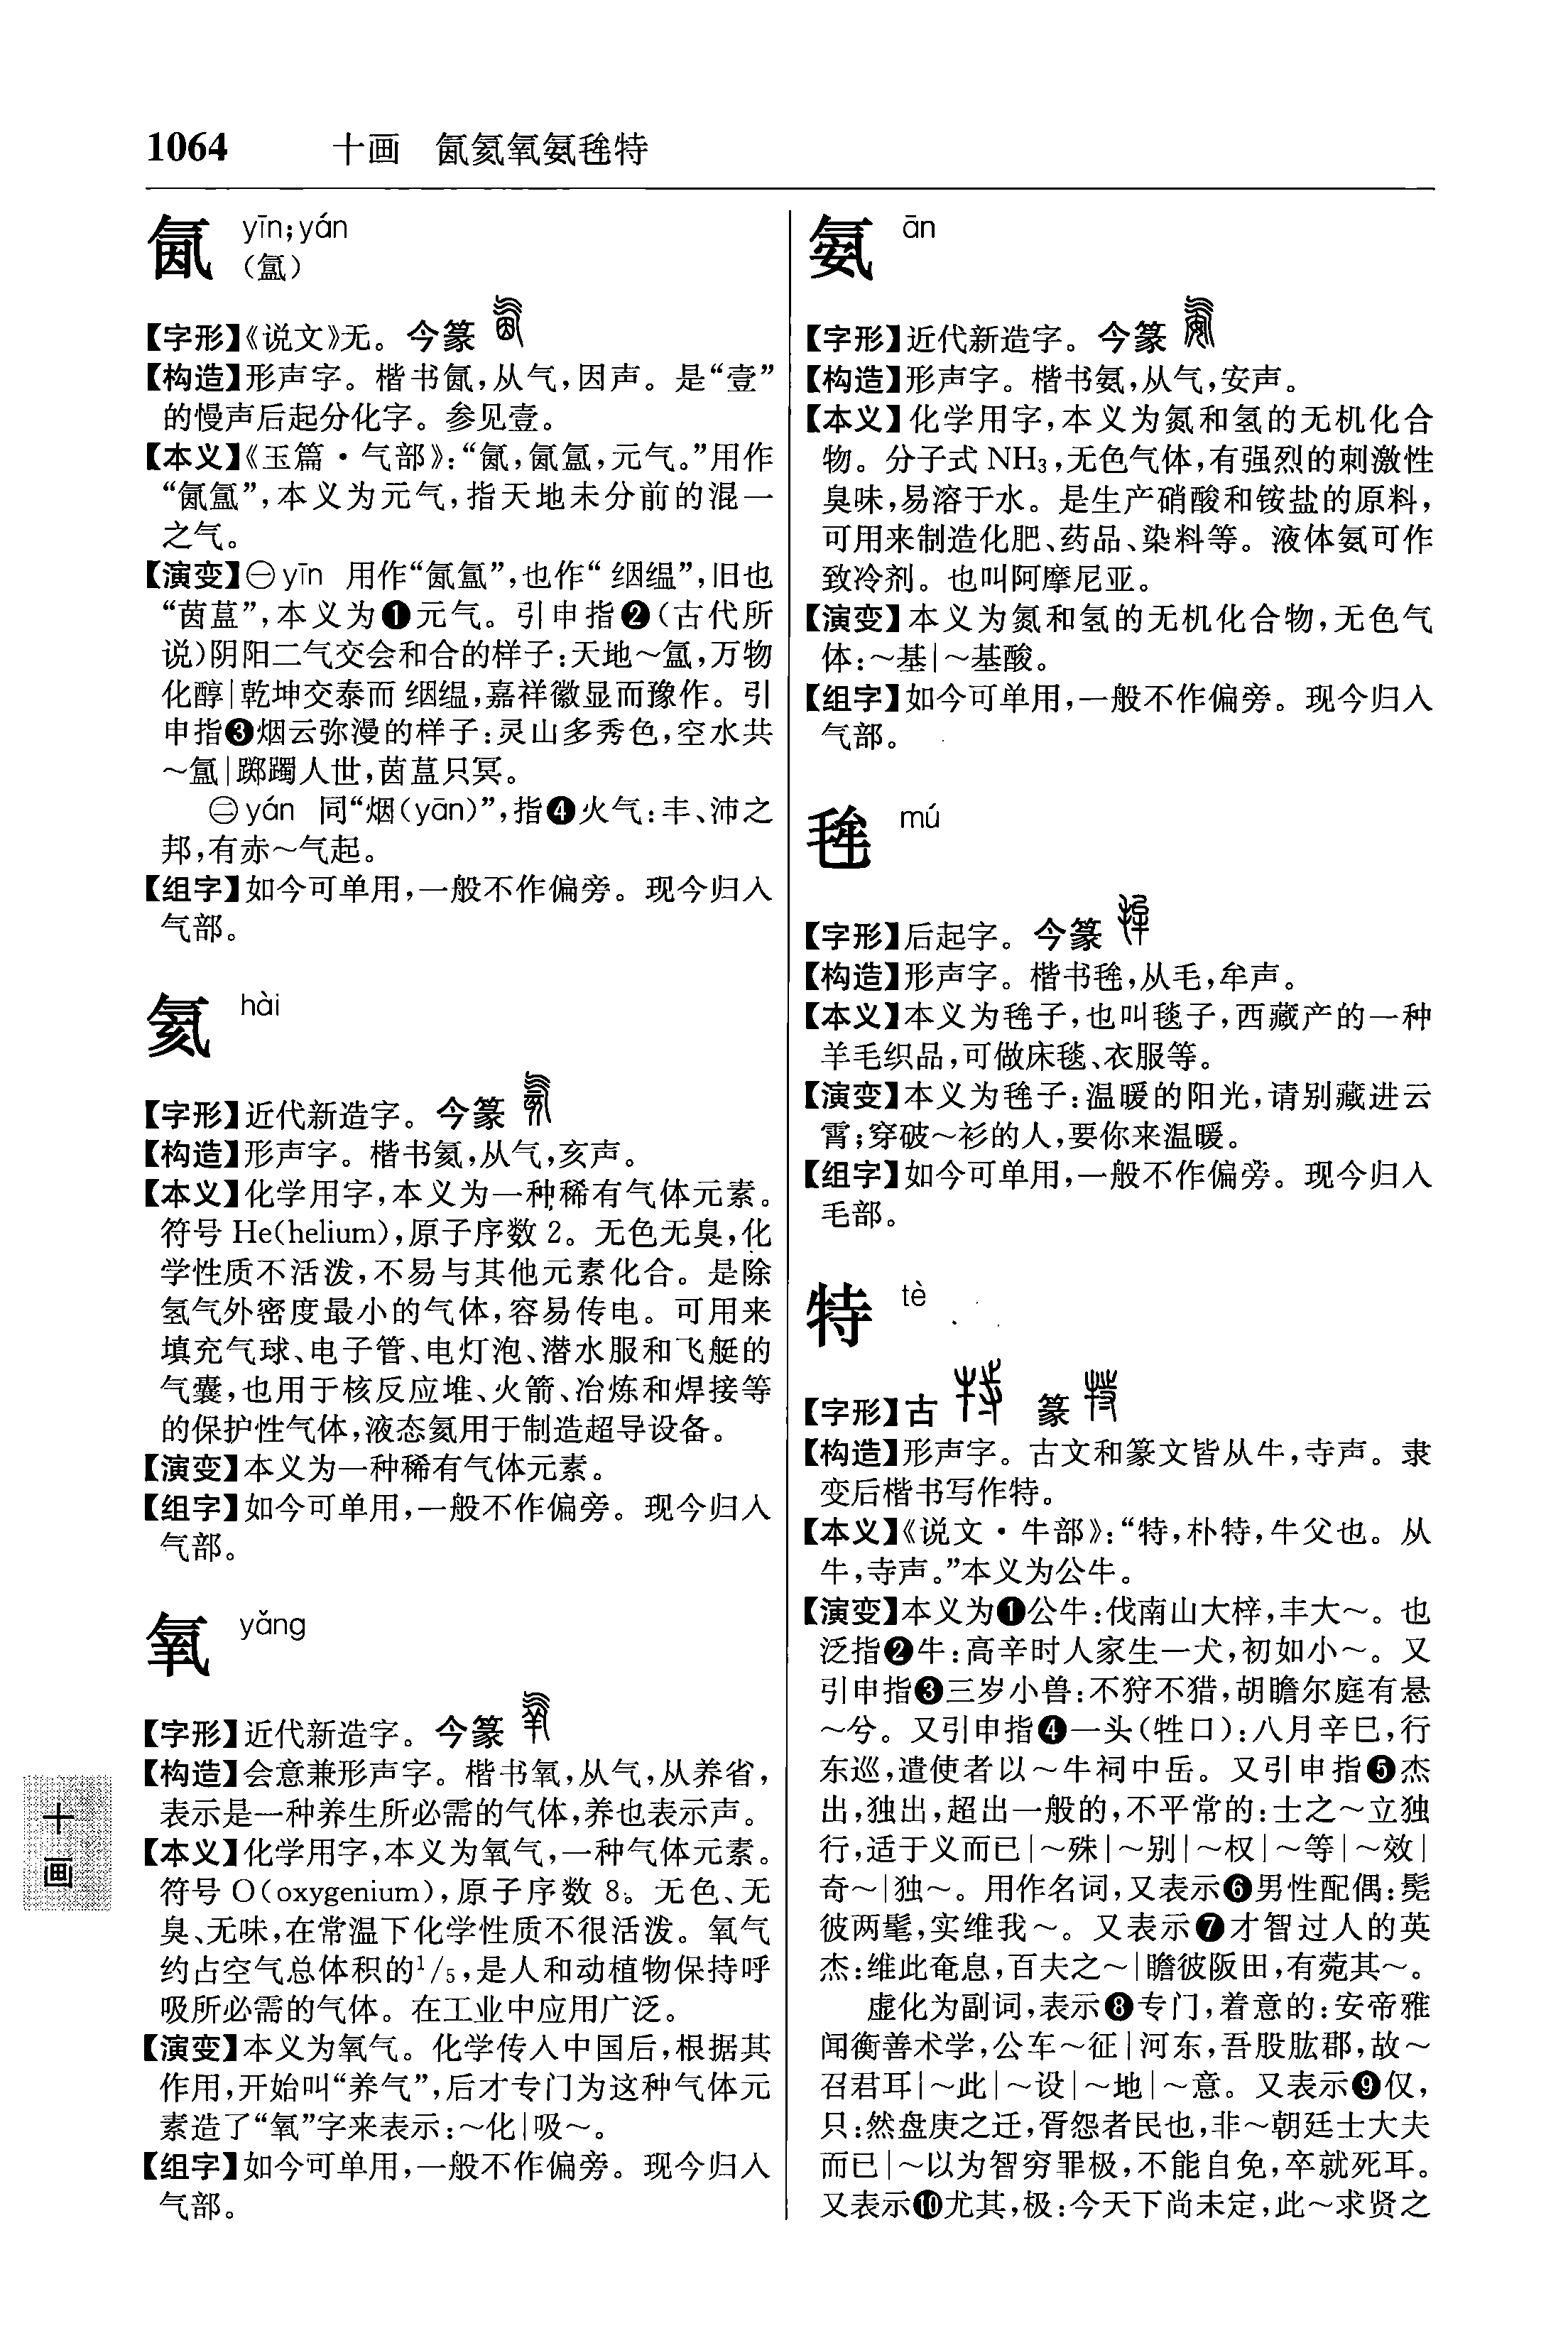 1064 十画 氤氦氧氨毪特
氤 yīn;yán
(氲)
【字形】《说文》无。今篆
【构造】形声字。楷书氤,从气,因声。是“壹”
的慢声后起分化字。参见壹。
【本义】《玉篇·气部》:“氤,氤氲,元气。”用作
“氤氲”,本义为元气,指天地未分前的混一
之气。
【演变】㊀yīn 用作“氤氲”,也作“絪缊”,旧也
“茵蒀”,本义为❶元气。引申指❷(古代所
说)阴阳二气交会和合的样子:天地～氲,万物
化醇|乾坤交泰而絪缊,嘉祥徽显而豫作。引
申指❸烟云弥漫的样子:灵山多秀色,空水共
～氲|踯躅人世,茵蒀只冥。
㊁yán 同“烟(yān)”,指❹火气:丰、沛之
邦,有赤～气起。
【组字】如今可单用,一般不作偏旁。现今归入
气部。
氦 hài
【字形】近代新造字。今篆
【构造】形声字。楷书氦,从气,亥声。
【本义】化学用字,本义为一种稀有气体元素。
符号 He(helium),原子序数 2。无色无臭,化
学性质不活泼,不易与其他元素化合。是除
氢气外密度最小的气体,容易传电。可用来
填充气球、电子管、电灯泡、潜水服和飞艇的
气囊,也用于核反应堆、火箭、冶炼和焊接等
的保护性气体,液态氦用于制造超导设备。
【演变】本义为一种稀有气体元素。
【组字】如今可单用,一般不作偏旁。现今归入
气部。
氧 yǎng
【字形】近代新造字。今篆
【构造】会意兼形声字。楷书氧,从气,从养省,
表示是一种养生所必需的气体,养也表示声。
【本义】化学用字,本义为氧气,一种气体元素。
符号 O(oxygenium),原子序数 8。无色、无
臭、无味,在常温下化学性质不很活泼。氧气
约占空气总体积的1/5,是人和动植物保持呼
吸所必需的气体。在工业中应用广泛。
【演变】本义为氧气。化学传入中国后,根据其
作用,开始叫“养气”,后才专门为这种气体元
素造了“氧”字来表示:～化|吸～。
【组字】如今可单用,一般不作偏旁。现今归入
气部。
氨 ān
【字形】近代新造字。今篆
【构造】形声字。楷书氨,从气,安声。
【本义】化学用字,本义为氮和氢的无机化合
物。分子式 NH₃,无色气体,有强烈的刺激性
臭味,易溶于水。是生产硝酸和铵盐的原料,
可用来制造化肥、药品、染料等。液体氨可作
致冷剂。也叫阿摩尼亚。
【演变】本义为氮和氢的无机化合物,无色气
体:～基|～基酸。
【组字】如今可单用,一般不作偏旁。现今归入
气部。
毪 mú
【字形】后起字。今篆
【构造】形声字。楷书毪,从毛,牟声。
【本义】本义为毪子,也叫毯子,西藏产的一种
羊毛织品,可做床毯、衣服等。
【演变】本义为毪子:温暖的阳光,请别藏进云
霄;穿破～衫的人,要你来温暖。
【组字】如今可单用,一般不作偏旁。现今归入
毛部。
特 tè
【字形】古 篆
【构造】形声字。古文和篆文皆从牛,寺声。隶
变后楷书写作特。
【本义】《说文·牛部》:“特,朴特,牛父也。从
牛,寺声。”本义为公牛。
【演变】本义为❶公牛:伐南山大梓,丰大～。也
泛指❷牛:高辛时人家生一犬,初如小～。又
引申指❸三岁小兽:不狩不猎,胡瞻尔庭有悬
～兮。又引申指❹一头(牲口):八月辛巳,行
东巡,遣使者以～牛祠中岳。又引申指❺杰
出,独出,超出一般的,不平常的:士之～立独
行,适于义而已|～殊|～别|～权|～等|～效|
奇～|独～。用作名词,又表示❻男性配偶:髧
彼两髦,实维我～。又表示❼才智过人的英
杰:维此奄息,百夫之～|瞻彼阪田,有菀其～。
虚化为副词,表示❽专门,着意的:安帝雅
闻衡善术学,公车～征|河东,吾股肱郡,故～
召君耳|～此|～设|～地|～意。又表示❾仅,
只:然盘庚之迁,胥怨者民也,非～朝廷士大夫
而已|～以为智穷罪极,不能自免,卒就死耳。
又表示❿尤其,极:今天下尚未定,此～求贤之
十
画